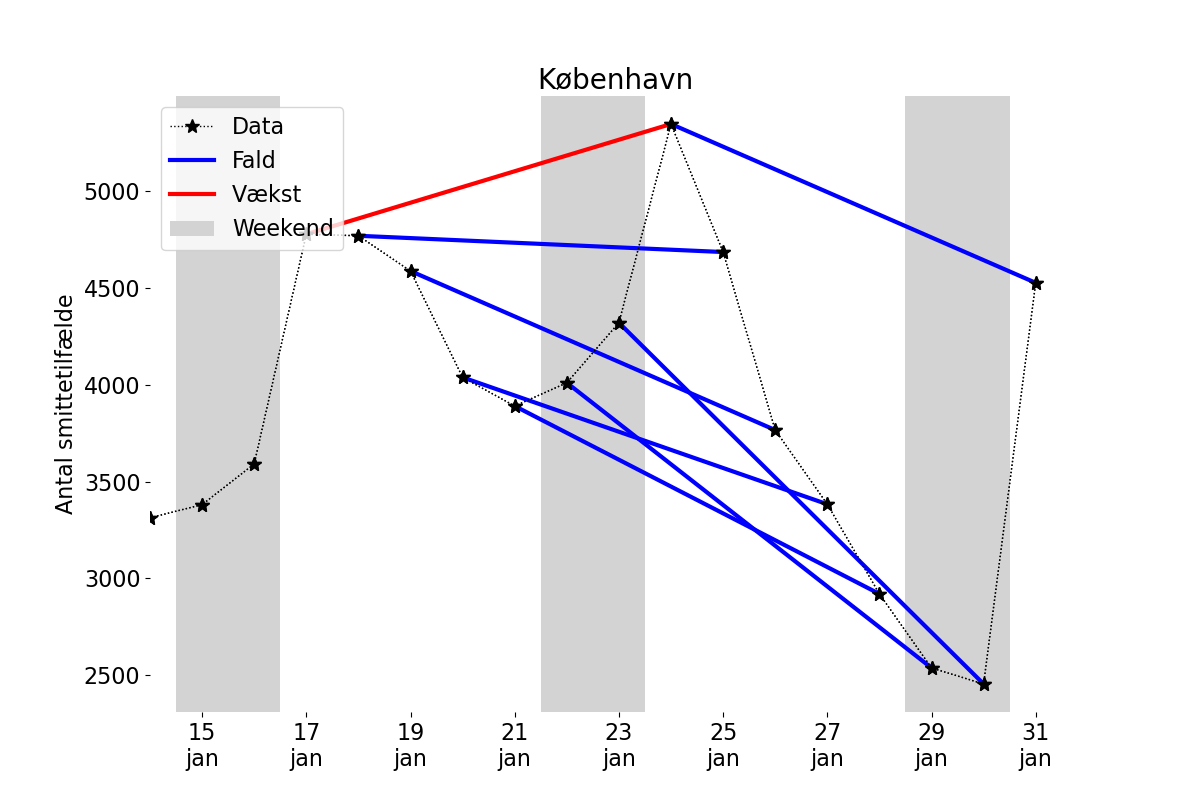 København
Data
Fald
Vækst
Weekend
Antal smittetilfælde
5000
4500
4000
3500
3000
2500
15 jan
17 jan
19 jan
21 jan
23 jan
25 jan
27 jan
29 jan
31 jan